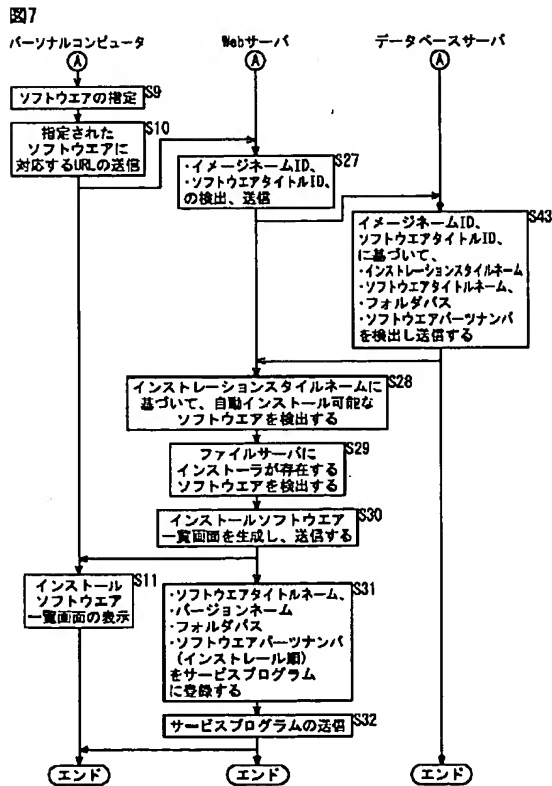 図7
パーソナルコンピュータ
Webサーバ
データベースサーバ
A
A
A
ソフトウエアの指定
S9
指定された
ソフトウエアに
対応するURLの送信
S10
・イメージネームID、
・ソフトウエアタイトルID、
の検出、送信
S27
イメージネームID、
ソフトウエアタイトルID、
に基づいて、
・インストレーションスタイルネーム
・ソフトウエアタイトルネーム、
・フォルダパス
・ソフトウエアパーツナンバ
を検出し送信する
S43
インストレーションスタイルネームに
基づいて、自動インストール可能な
ソフトウエアを検出する
S28
ファイルサーバに
インストーラが存在する
ソフトウエアを検出する
S29
インストールソフトウエア
一覧画面を生成し、送信する
S30
インストール
ソフトウエア
一覧画面の表示
S11
・ソフトウエアタイトルネーム、
・バージョンネーム
・フォルダパス
・ソフトウエアパーツナンバ
(インストレール順)
をサービスプログラム
に登録する
S31
サービスプログラムの送信
S32
エンド
エンド
エンド